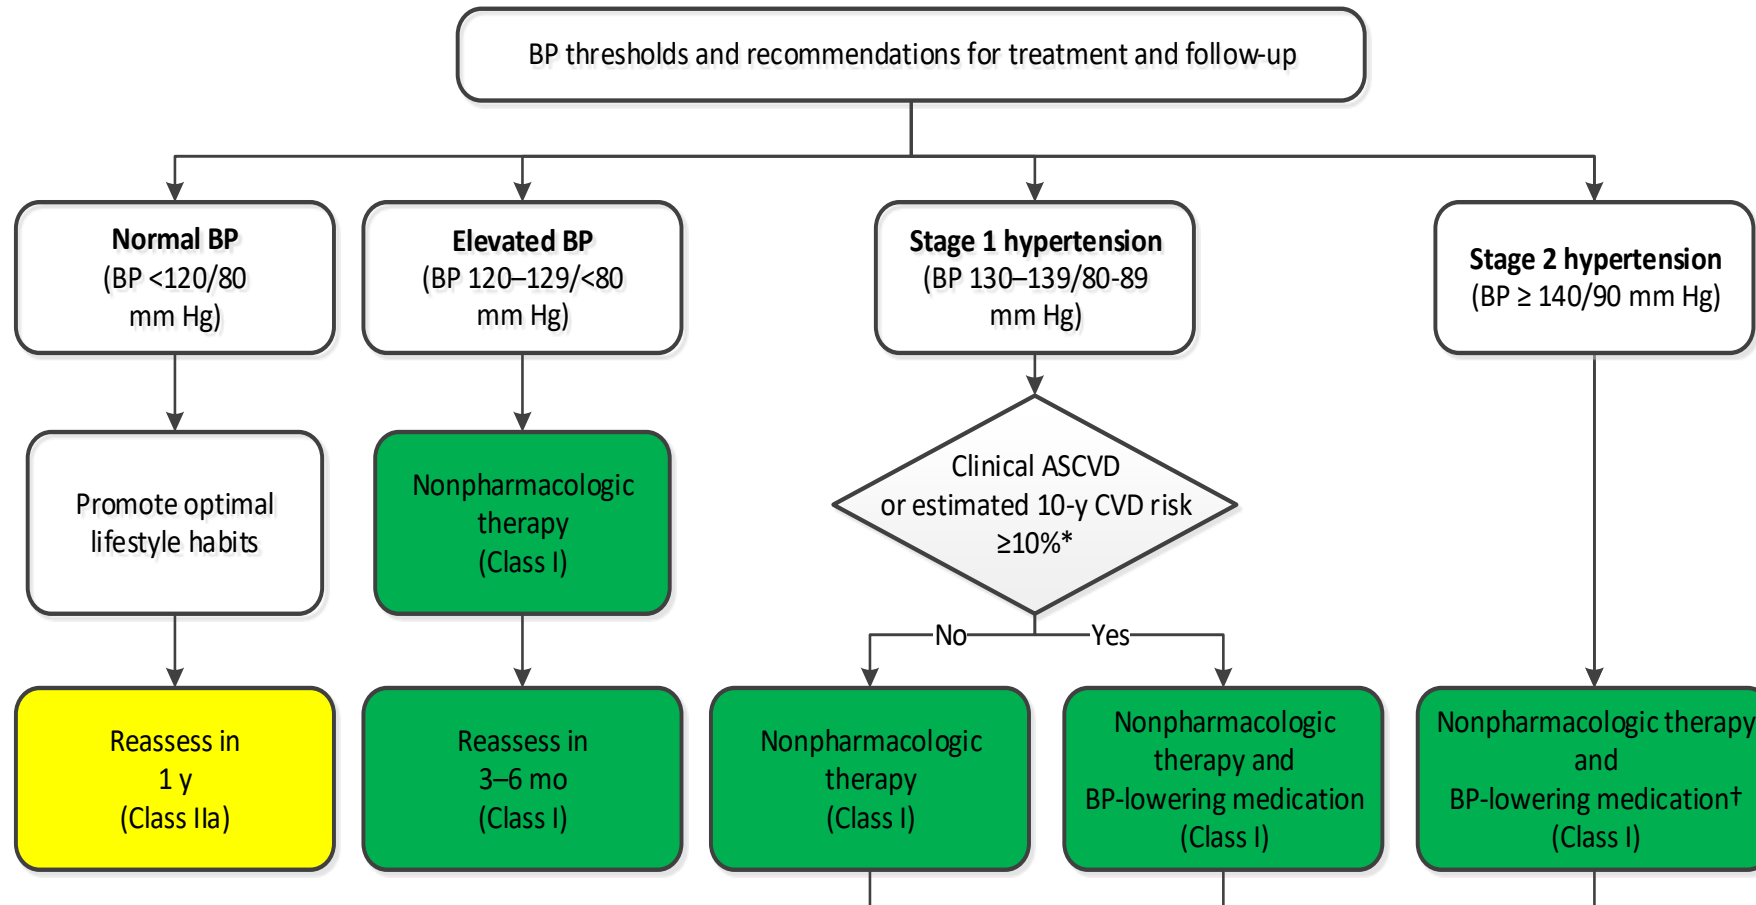 BP thresholds and recommendations for treatment and follow-up
Normal BP
(BP <120/80
mm Hg)
Elevated BP
(BP 120–129/<80
mm Hg)
Stage 1 hypertension
(BP 130–139/80-89
mm Hg)
Stage 2 hypertension
(BP ≥ 140/90 mm Hg)
Promote optimal
lifestyle habits
Nonpharmacologic
therapy
(Class I)
Clinical ASCVD
or estimated 10-y CVD risk
≥10%*
No
Yes
Reassess in
1 y
(Class IIa)
Reassess in
3–6 mo
(Class I)
Nonpharmacologic
therapy
(Class I)
Nonpharmacologic
therapy and
BP-lowering medication
(Class I)
Nonpharmacologic therapy
and
BP-lowering medication†
(Class I)